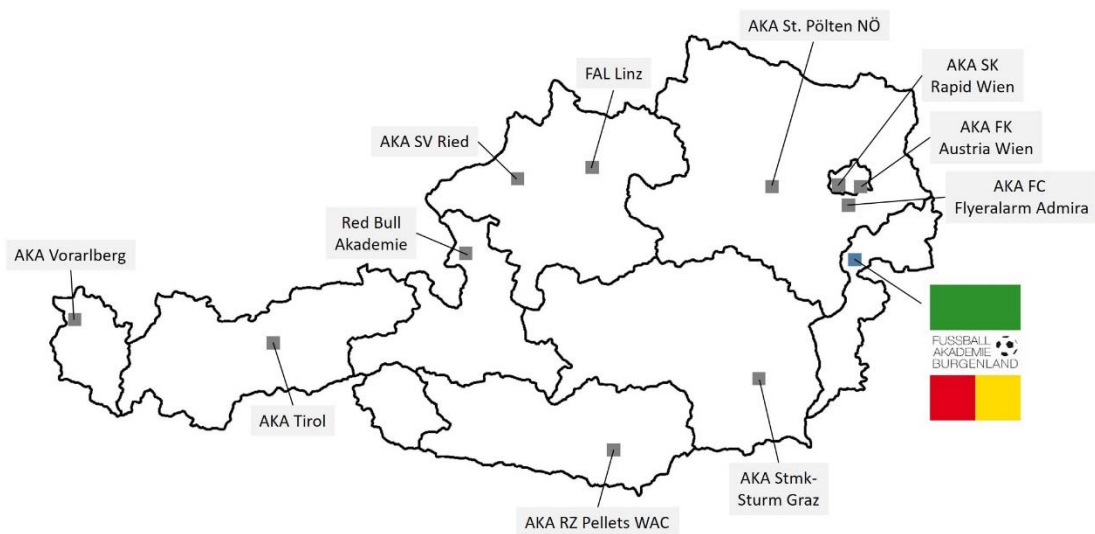 AKA St. Pölten NÖ
FAL Linz
AKA SK
Rapid Wien
AKA SV Ried
AKA FK
Austria Wien
AKA FC
Flyeralarm Admira
Red Bull
Akademie
AKA Vorarlberg
FUSSBALL
AKADEMIE
BURGENLAND
AKA Tirol
AKA Stmk-
Sturm Graz
AKA RZ Pellets WAC